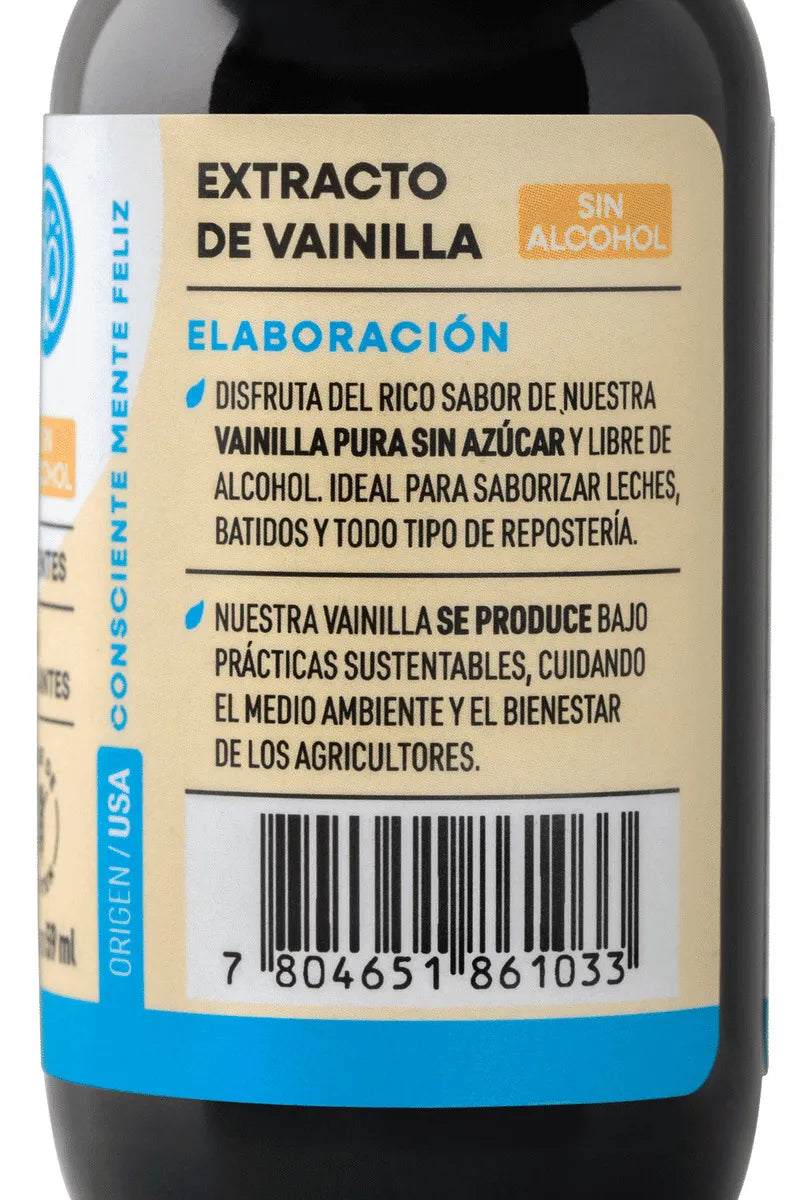 EXTRACTO
DE VAINILLA
SIN
ALCOHOL
ELABORACIÓN
DISFRUTA DEL RICO SABOR DE NUESTRA
VAINILLA PURA SIN AZÚCAR Y LIBRE DE
ALCOHOL. IDEAL PARA SABORIZAR LECHES,
BATIDOS Y TODO TIPO DE REPOSTERÍA.
NUESTRA VAINILLA SE PRODUCE BAJO
PRÁCTICAS SUSTENTABLES, CUIDANDO
EL MEDIO AMBIENTE Y EL BIENESTAR
DE LOS AGRICULTORES.
7 804651 861033
CONSCIENTE MENTE FELIZ
ORIGEN / USA
59 ml